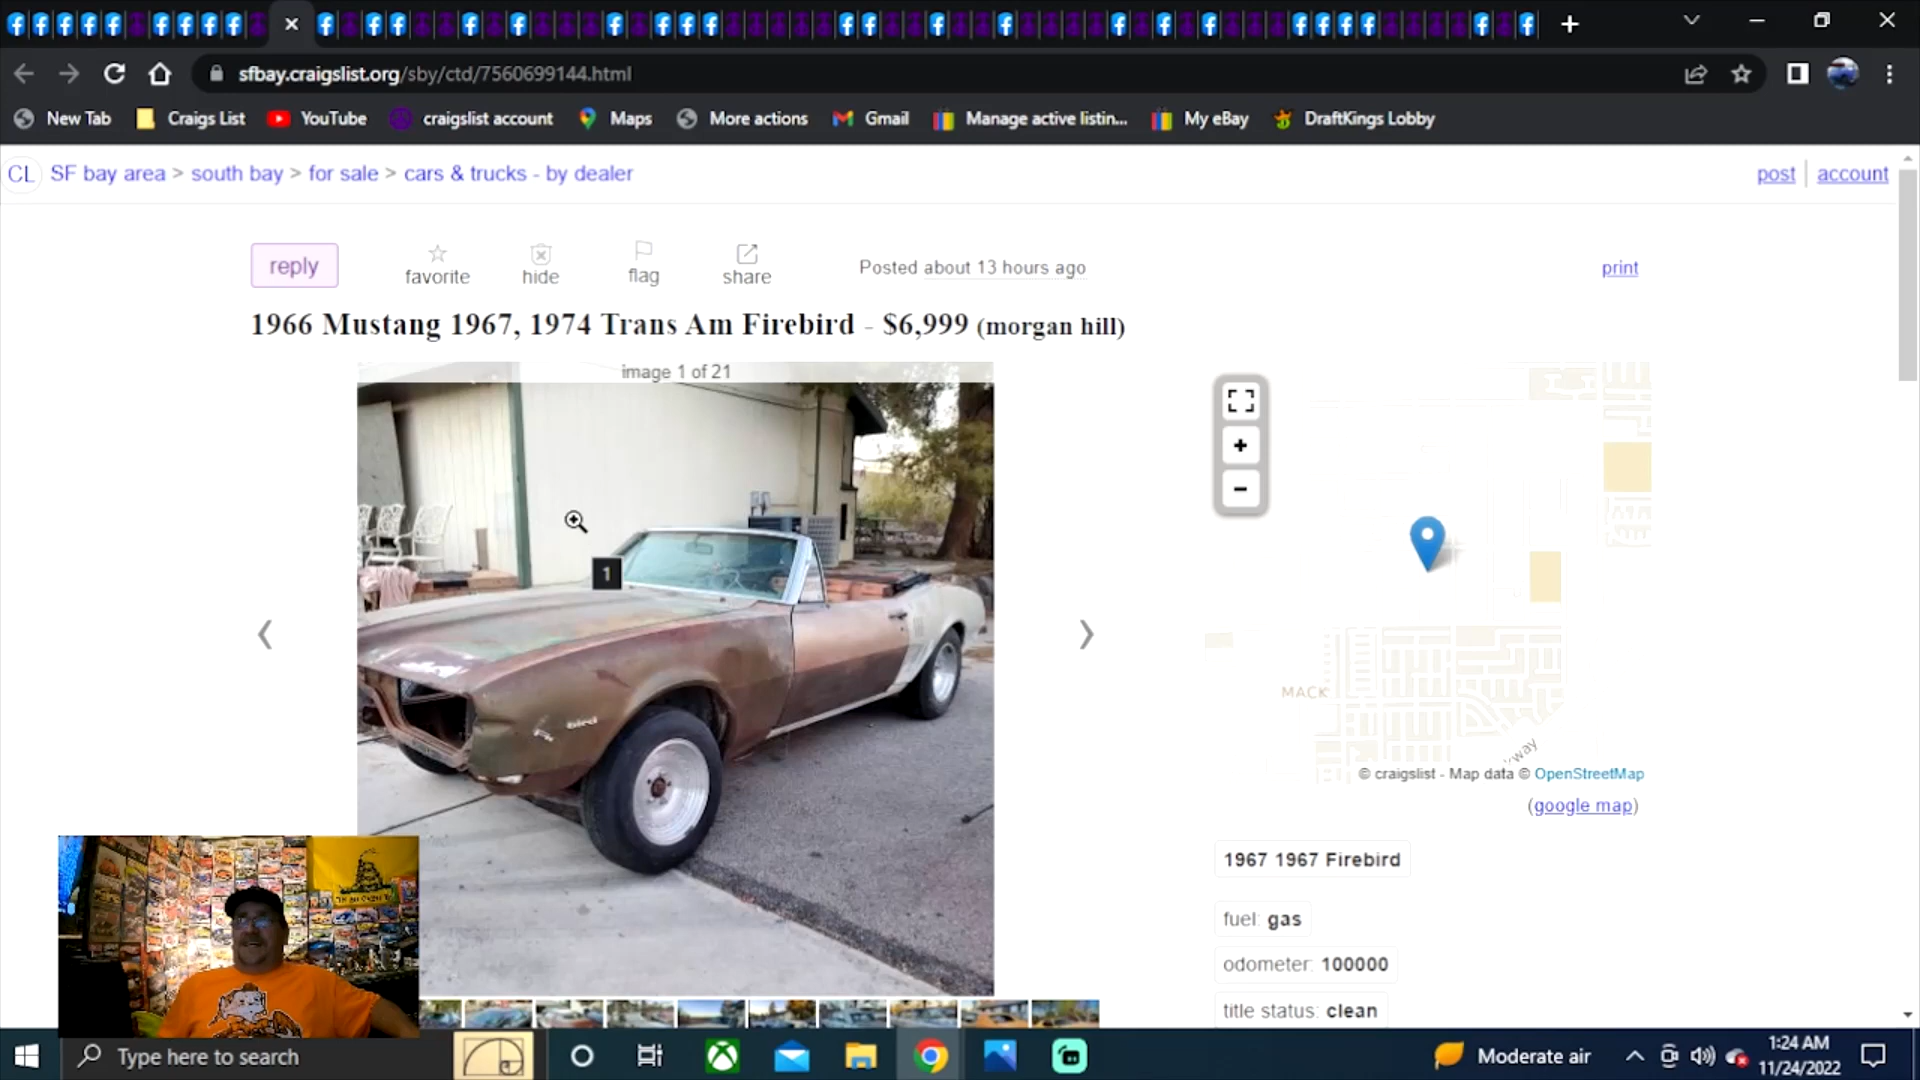 sfbay.craigslist.org/sby/ctd/7560699144.html
New Tab Craigs List YouTube craigslist account Maps More actions Gmail Manage active listin... My eBay DraftKings Lobby
CL SF bay area > south bay > for sale > cars & trucks - by dealer post account
reply favorite hide flag share Posted about 13 hours ago print
1966 Mustang 1967, 1974 Trans Am Firebird - $6,999 (morgan hill)
image 1 of 21
1
+
−
bird
MACK
way
© craigslist - Map data © OpenStreetMap
(google map)
1967 1967 Firebird
fuel: gas
odometer: 100000
title status: clean
Type here to search Moderate air 1:24 AM
11/24/2022